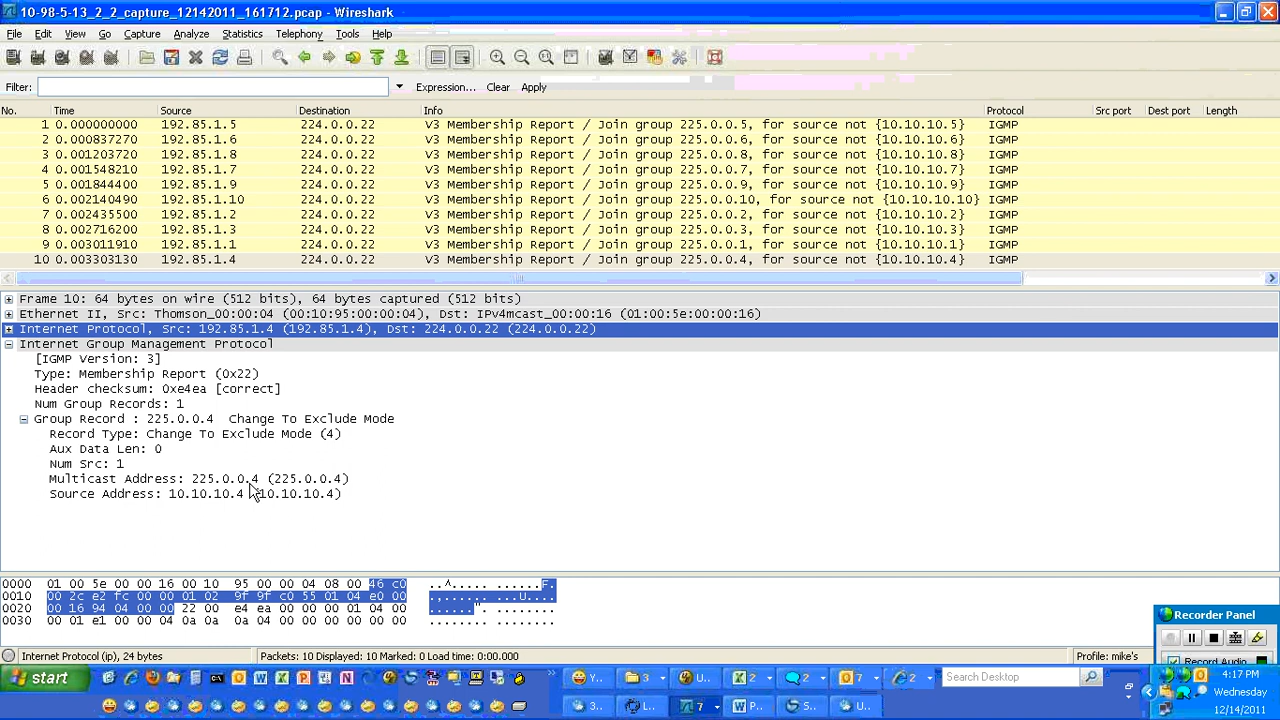 10-98-5-13_2_2_capture_12142011_161712.pcap - Wireshark
File Edit View Go Capture Analyze Statistics Telephony Tools Help
Filter: Expression... Clear Apply
No. Time Source Destination Info Protocol Src port Dest port Length
1 0.000000000 192.85.1.5 224.0.0.22 V3 Membership Report / Join group 225.0.0.5, for source not {10.10.10.5} IGMP
2 0.000837270 192.85.1.6 224.0.0.22 V3 Membership Report / Join group 225.0.0.6, for source not {10.10.10.6} IGMP
3 0.001203720 192.85.1.8 224.0.0.22 V3 Membership Report / Join group 225.0.0.8, for source not {10.10.10.8} IGMP
4 0.001548210 192.85.1.7 224.0.0.22 V3 Membership Report / Join group 225.0.0.7, for source not {10.10.10.7} IGMP
5 0.001844400 192.85.1.9 224.0.0.22 V3 Membership Report / Join group 225.0.0.9, for source not {10.10.10.9} IGMP
6 0.002140490 192.85.1.10 224.0.0.22 V3 Membership Report / Join group 225.0.0.10, for source not {10.10.10.10} IGMP
7 0.002435500 192.85.1.2 224.0.0.22 V3 Membership Report / Join group 225.0.0.2, for source not {10.10.10.2} IGMP
8 0.002716200 192.85.1.3 224.0.0.22 V3 Membership Report / Join group 225.0.0.3, for source not {10.10.10.3} IGMP
9 0.003011910 192.85.1.1 224.0.0.22 V3 Membership Report / Join group 225.0.0.1, for source not {10.10.10.1} IGMP
10 0.003303130 192.85.1.4 224.0.0.22 V3 Membership Report / Join group 225.0.0.4, for source not {10.10.10.4} IGMP
Frame 10: 64 bytes on wire (512 bits), 64 bytes captured (512 bits)
Ethernet II, Src: Thomson_00:00:04 (00:10:95:00:00:04), Dst: IPv4mcast_00:00:16 (01:00:5e:00:00:16)
Internet Protocol, Src: 192.85.1.4 (192.85.1.4), Dst: 224.0.0.22 (224.0.0.22)
Internet Group Management Protocol
[IGMP Version: 3]
Type: Membership Report (0x22)
Header checksum: 0xe4ea [correct]
Num Group Records: 1
Group Record : 225.0.0.4 Change To Exclude Mode
Record Type: Change To Exclude Mode (4)
Aux Data Len: 0
Num Src: 1
Multicast Address: 225.0.0.4 (225.0.0.4)
Source Address: 10.10.10.4 (10.10.10.4)
0000 01 00 5e 00 00 16 00 10 95 00 00 04 08 00 46 c0 ..^..... ......F.
0010 00 2c e2 fc 00 00 01 02 9f 9f c0 55 01 04 e0 00 .,...... ...U....
0020 00 16 94 04 00 00 22 00 e4 ea 00 00 00 01 04 00 ......". ........
0030 00 01 e1 00 00 04 0a 0a 0a 04 00 00 00 00 00 00 ........ ........
Internet Protocol (ip), 24 bytes Packets: 10 Displayed: 10 Marked: 0 Load time: 0:00.000 Profile: mike's
Recorder Panel
Record Audio
start Y... 3 U... 2 2 7 2 Search Desktop 4:17 PM
Wednesday
3... L... 7 P... S... U... 12/14/2011